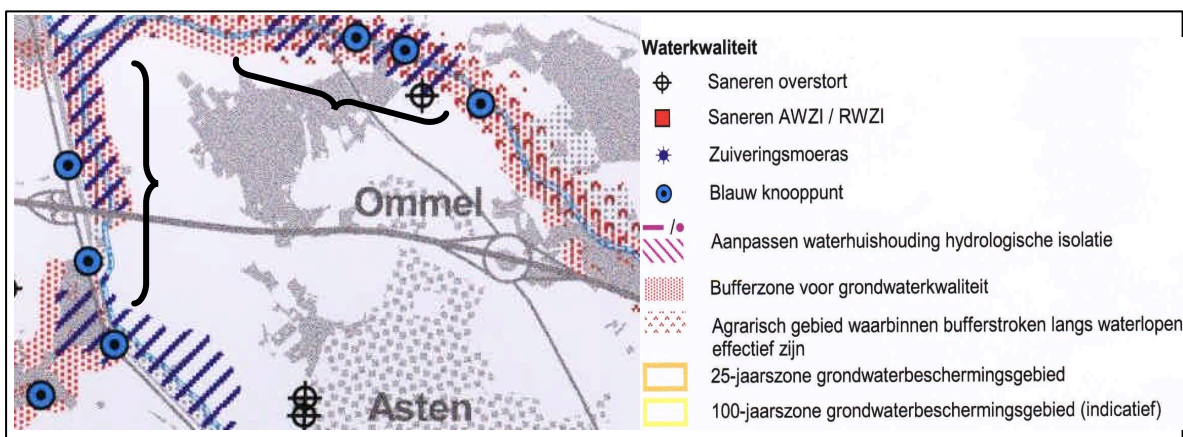 Ommel
Asten
Waterkwaliteit
Saneren overstort
Saneren AWZI / RWZI
Zuiveringsmoeras
Blauw knooppunt
Aanpassen waterhuishouding hydrologische isolatie
Bufferzone voor grondwaterkwaliteit
Agrarisch gebied waarbinnen bufferstroken langs waterlopen
effectief zijn
25-jaarszone grondwaterbeschermingsgebied
100-jaarszone grondwaterbeschermingsgebied (indicatief)